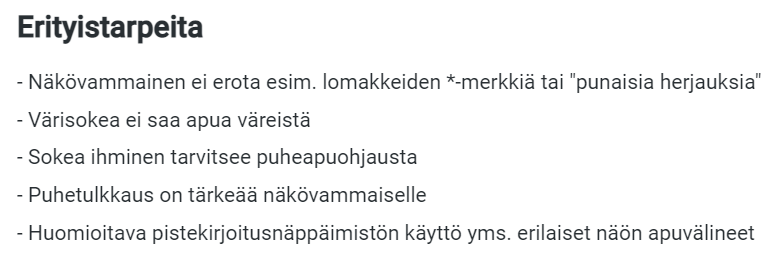 Erityistarpeita
- Näkövammainen ei erota esim. lomakkeiden *-merkkiä tai "punaisia herjauksia"
- Värisokea ei saa apua väreistä
- Sokea ihminen tarvitsee puheapuohjausta
- Puhetulkkaus on tärkeää näkövammaiselle
- Huomioitava pistekirjoitusnäppäimistön käyttö yms. erilaiset näön apuvälineet